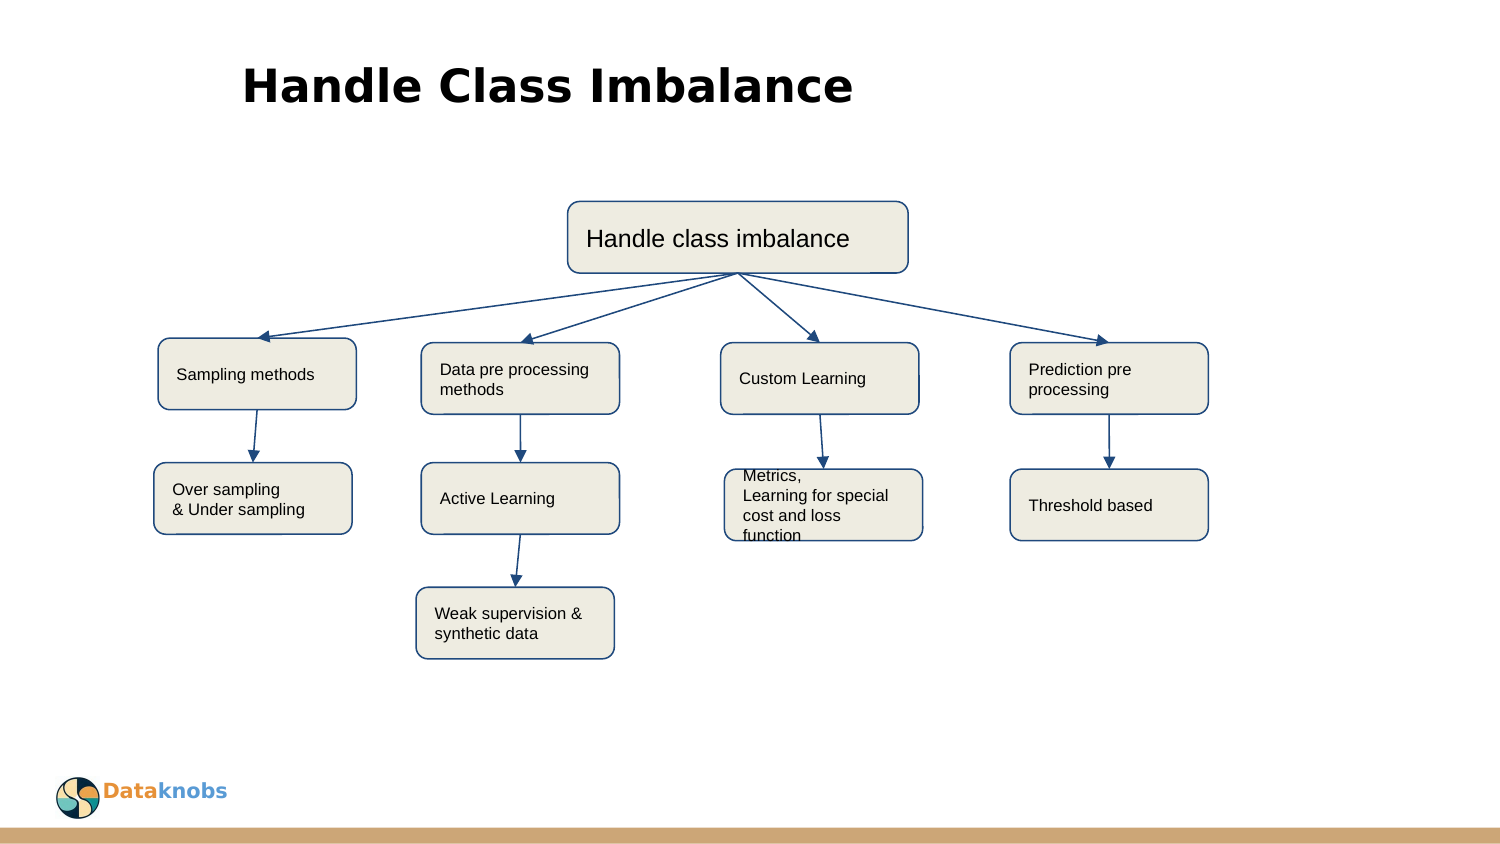 Handle Class Imbalance
Handle class imbalance
Sampling methods
Data pre processing
methods
Custom Learning
Prediction pre
processing
Over sampling
& Under sampling
Active Learning
Metrics,
Learning for special
cost and loss
function
Threshold based
Weak supervision &
synthetic data
Dataknobs